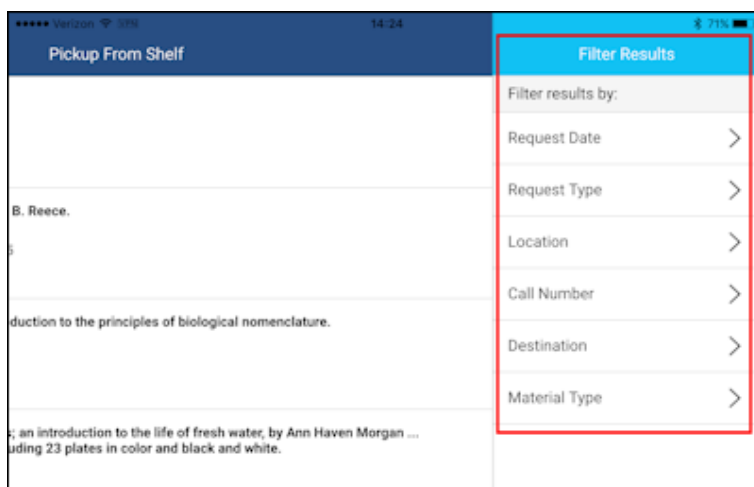 Verizon
VPN
14:24
71%
Pickup From Shelf
Filter Results
Filter results by:
Request Date
Request Type
Location
Call Number
Destination
Material Type
B. Reece.
duction to the principles of biological nomenclature.
; an introduction to the life of fresh water, by Ann Haven Morgan ...
uding 23 plates in color and black and white.